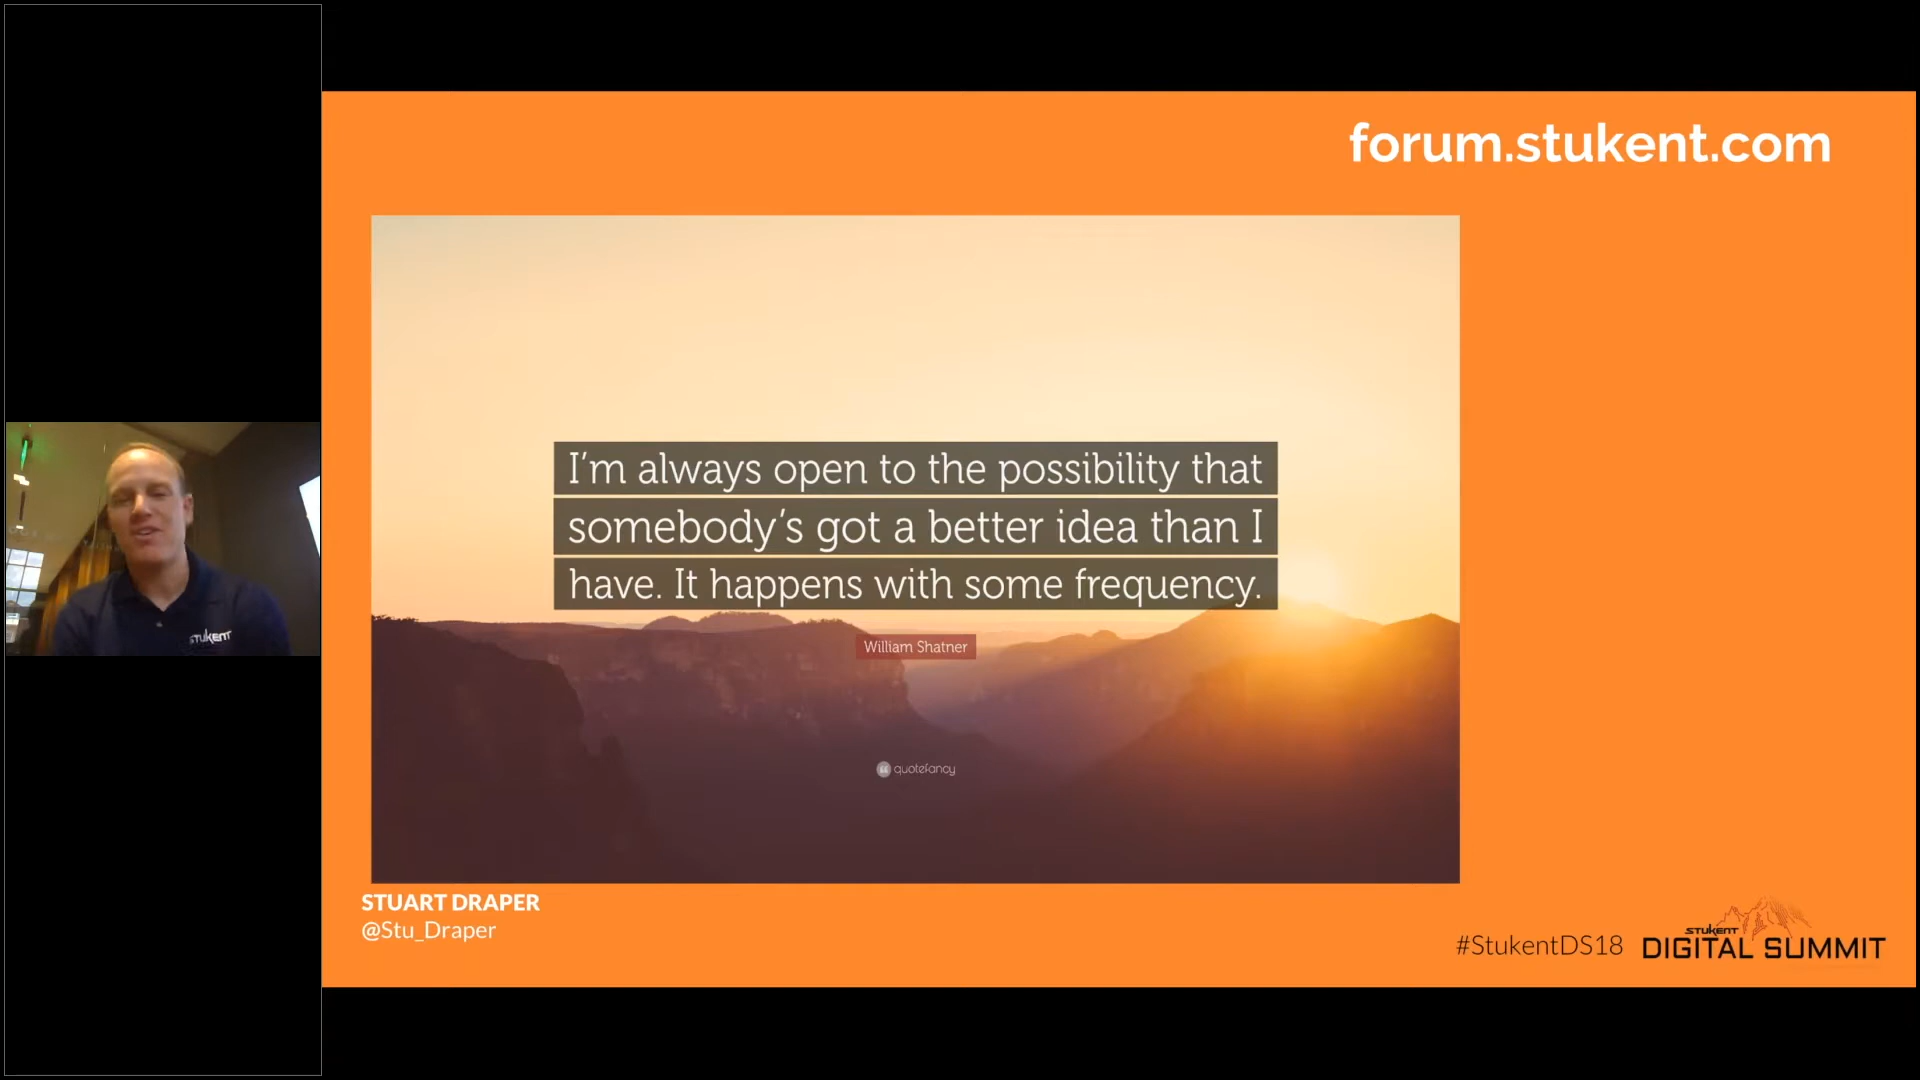 forum.stukent.com
I'm always open to the possibility that
somebody's got a better idea than I
have. It happens with some frequency.
William Shatner
quotefancy
STUKENT
STUART DRAPER
@Stu_Draper
#StukentDS18
STUKENT
DIGITAL SUMMIT